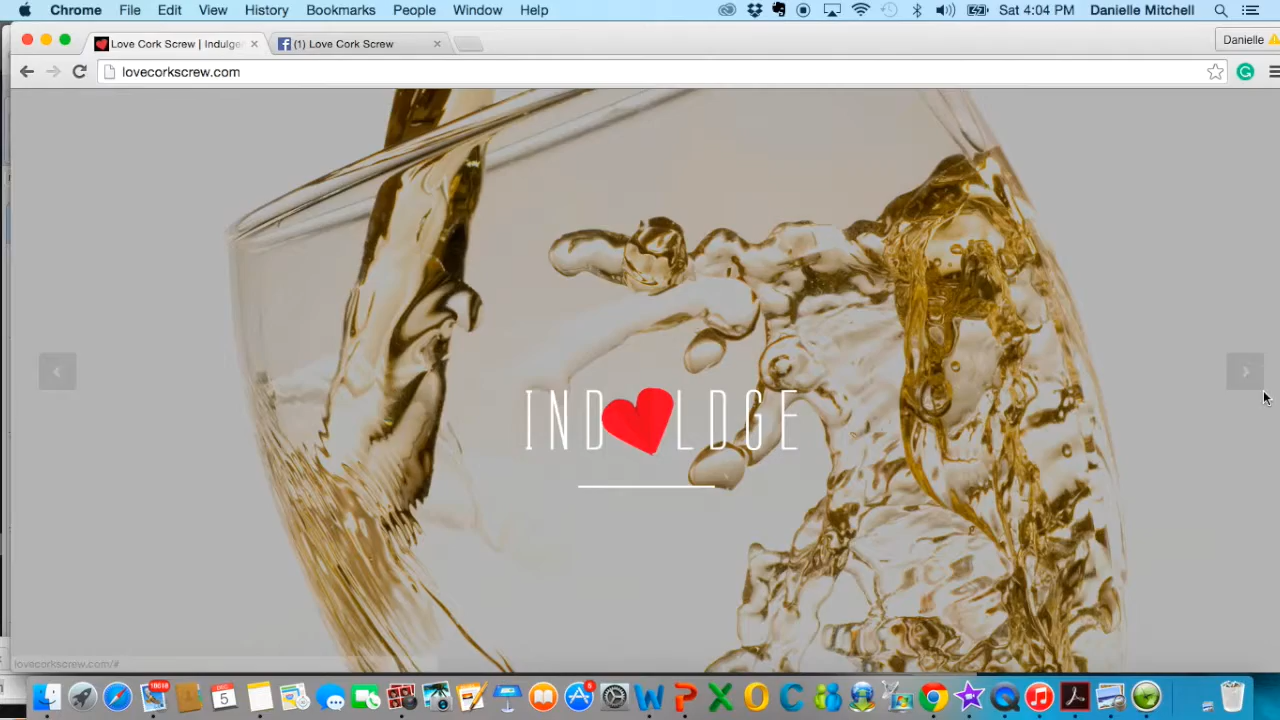 Chrome File Edit View History Bookmarks People Window Help Sat 4:04 PM Danielle Mitchell
Love Cork Screw | Indulge (1) Love Cork Screw Danielle
lovecorkscrew.com
IND LDGE
lovecorkscrew.com/#